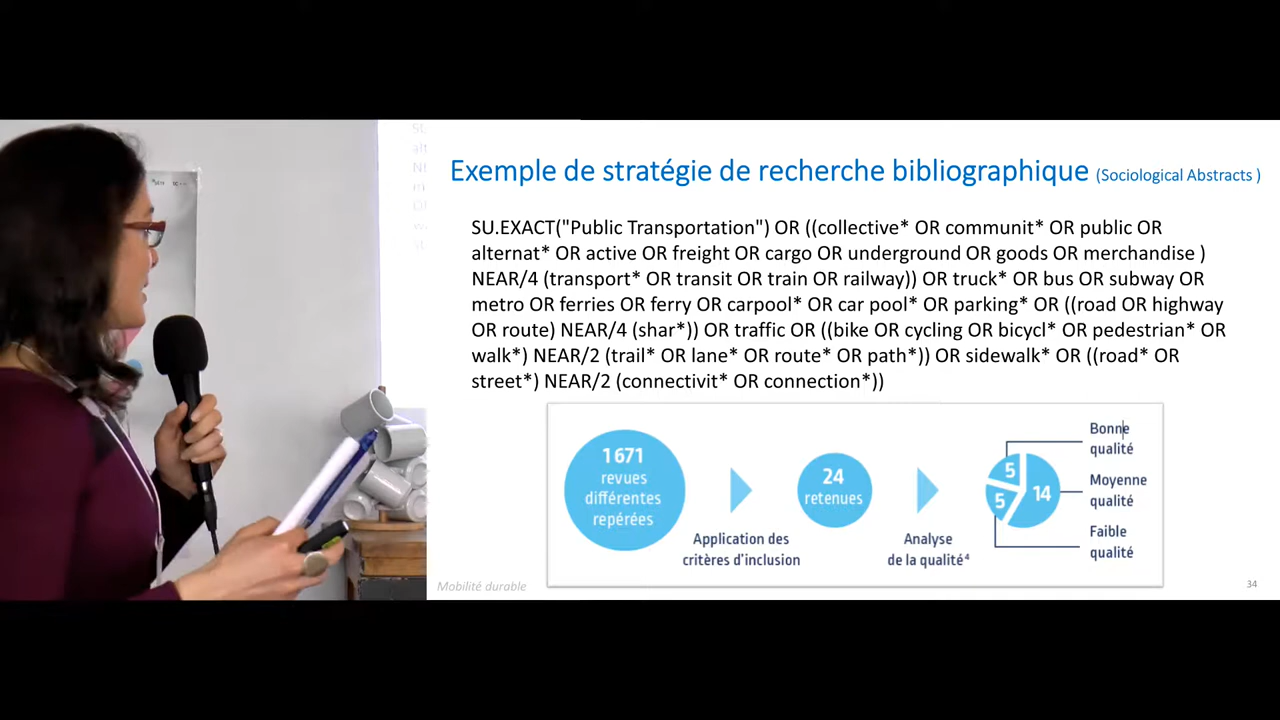 Exemple de stratégie de recherche bibliographique (Sociological Abstracts )
SU.EXACT("Public Transportation") OR ((collective* OR communit* OR public OR
alternat* OR active OR freight OR cargo OR underground OR goods OR merchandise )
NEAR/4 (transport* OR transit OR train OR railway)) OR truck* OR bus OR subway OR
metro OR ferries OR ferry OR carpool* OR car pool* OR parking* OR ((road OR highway
OR route) NEAR/4 (shar*)) OR traffic OR ((bike OR cycling OR bicycl* OR pedestrian* OR
walk*) NEAR/2 (trail* OR lane* OR route* OR path*)) OR sidewalk* OR ((road* OR
street*) NEAR/2 (connectivit* OR connection*))
1 671
revues
différentes
repérées
Application des
critères d'inclusion
24
retenues
Analyse
de la qualité⁴
5
5
14
Bonne
qualité
Moyenne
qualité
Faible
qualité
Mobilité durable
34